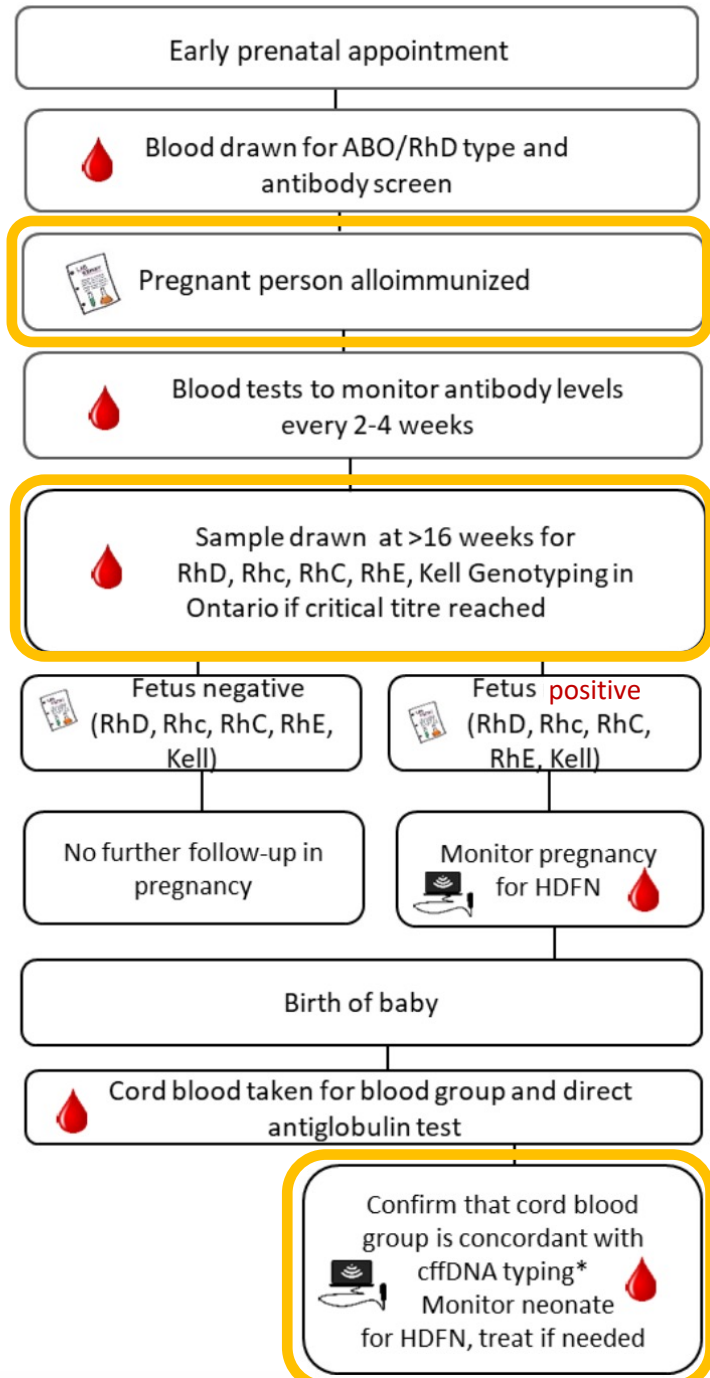 Early prenatal appointment
Blood drawn for ABO/RhD type and
antibody screen
Pregnant person alloimmunized
Blood tests to monitor antibody levels
every 2-4 weeks
Sample drawn at >16 weeks for
RhD, Rhc, RhC, RhE, Kell Genotyping in
Ontario if critical titre reached
Fetus negative
(RhD, Rhc, RhC, RhE,
Kell)
Fetus positive
(RhD, Rhc, RhC,
RhE, Kell)
No further follow-up in
pregnancy
Monitor pregnancy
for HDFN
Birth of baby
Cord blood taken for blood group and direct
antiglobulin test
Confirm that cord blood
group is concordant with
cffDNA typing*
Monitor neonate
for HDFN, treat if needed